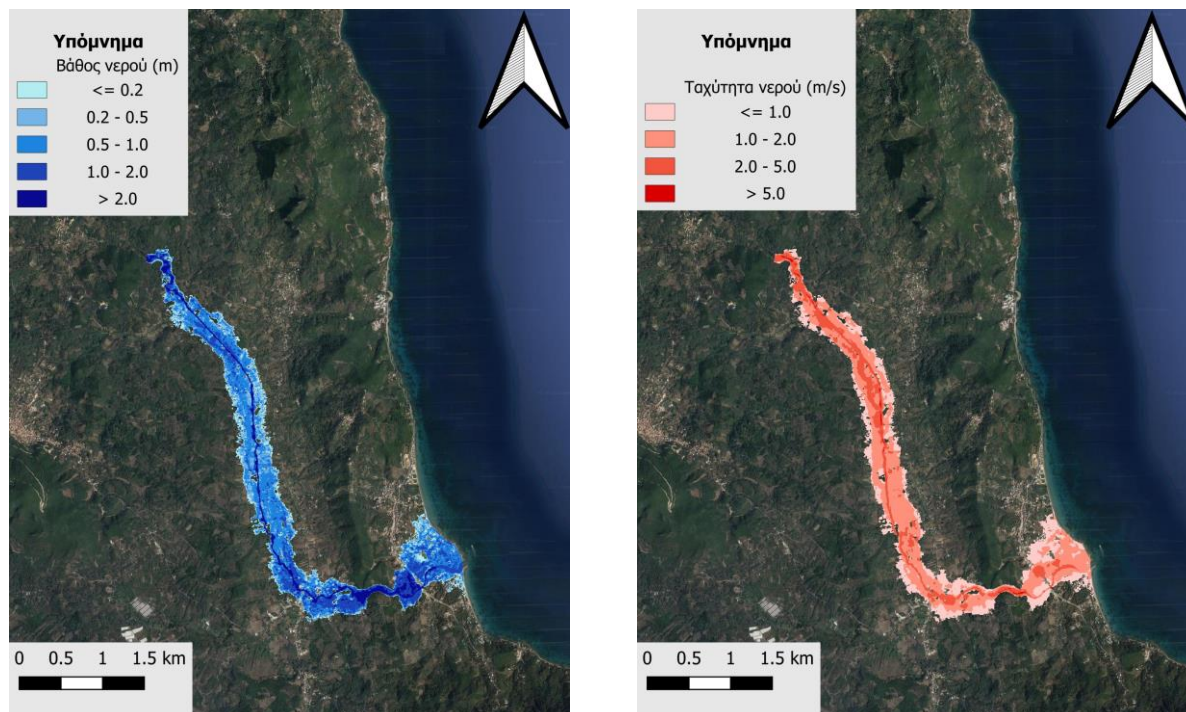 Υπόμνημα
Βάθος νερού (m)
<= 0.2
0.2 - 0.5
0.5 - 1.0
1.0 - 2.0
> 2.0
0 0.5 1 1.5 km
Υπόμνημα
Ταχύτητα νερού (m/s)
<= 1.0
1.0 - 2.0
2.0 - 5.0
> 5.0
0 0.5 1 1.5 km